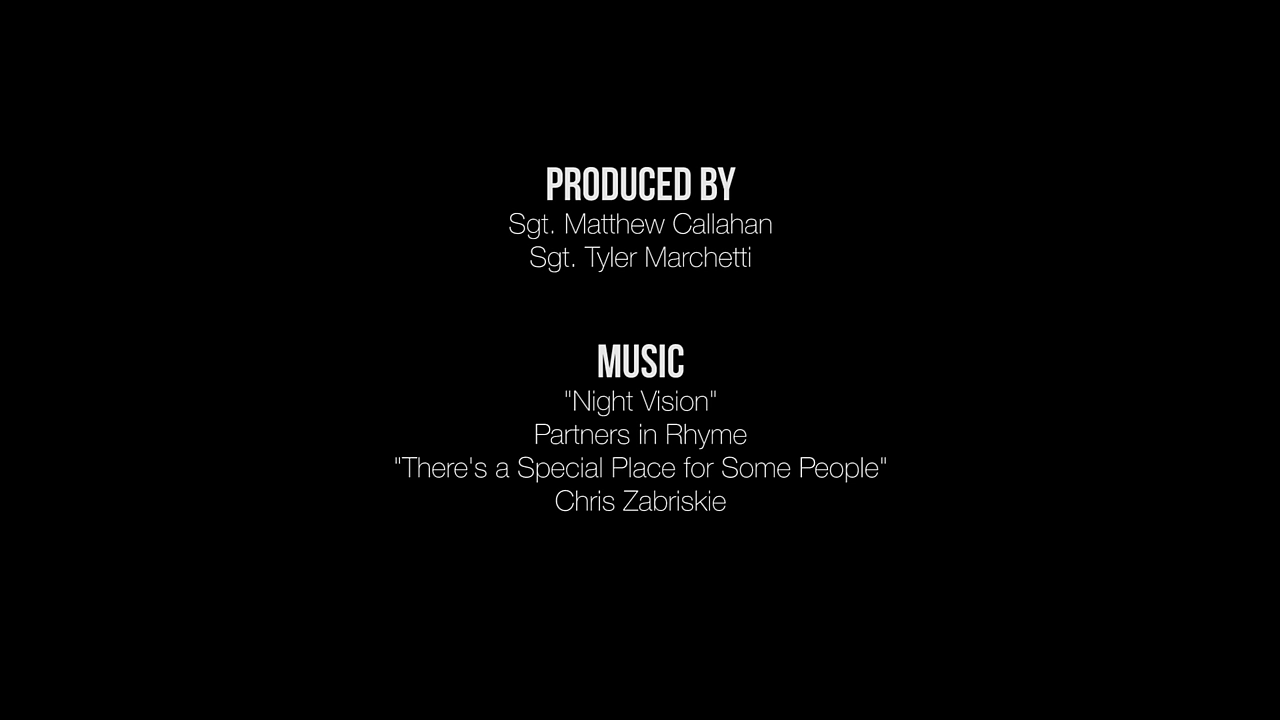 PRODUCED BY
Sgt. Matthew Callahan
Sgt. Tyler Marchetti
MUSIC
"Night Vision"
Partners in Rhyme
"There's a Special Place for Some People"
Chris Zabriskie